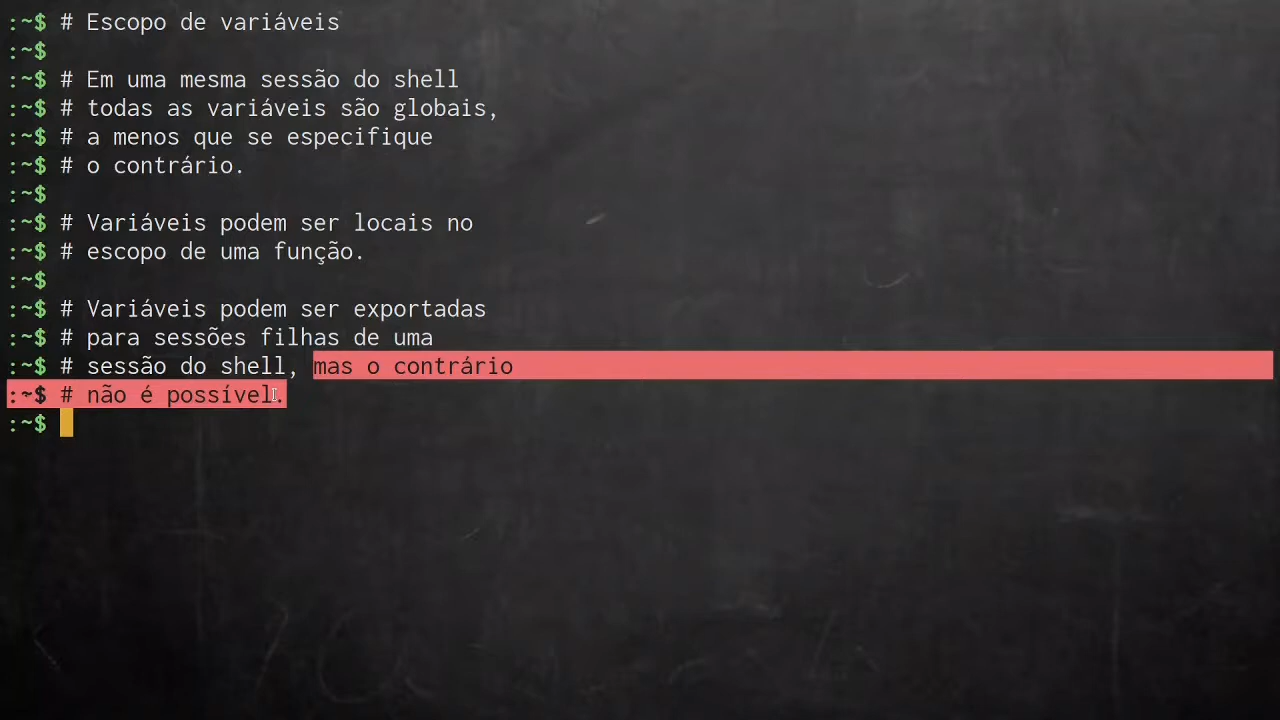 :~$ # Escopo de variáveis
:~$
:~$ # Em uma mesma sessão do shell
:~$ # todas as variáveis são globais,
:~$ # a menos que se especifique
:~$ # o contrário.
:~$
:~$ # Variáveis podem ser locais no
:~$ # escopo de uma função.
:~$
:~$ # Variáveis podem ser exportadas
:~$ # para sessões filhas de uma
:~$ # sessão do shell, mas o contrário
:~$ # não é possível.
:~$